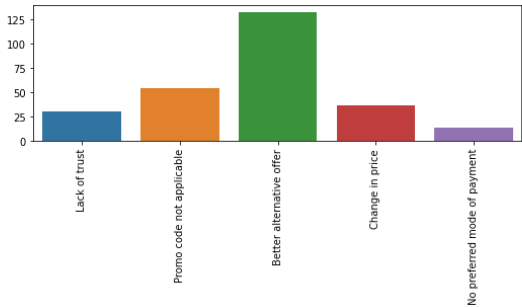 125
100
75
50
25
0
Lack of trust
Promo code not applicable
Better alternative offer
Change in price
No preferred mode of payment